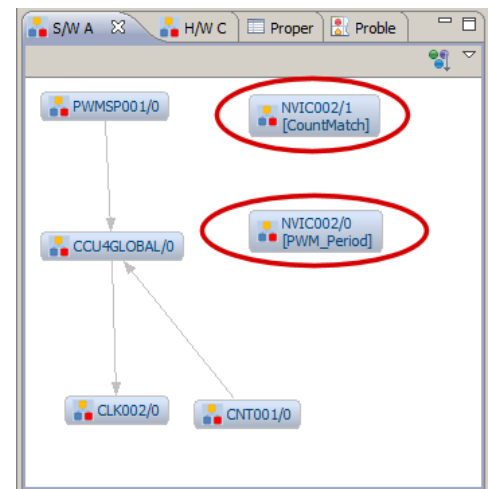 S/W A
H/W C
Proper
Proble
PWMSP001/0
NVIC002/1
[CountMatch]
NVIC002/0
[PWM_Period]
CCU4GLOBAL/0
CLK002/0
CNT001/0